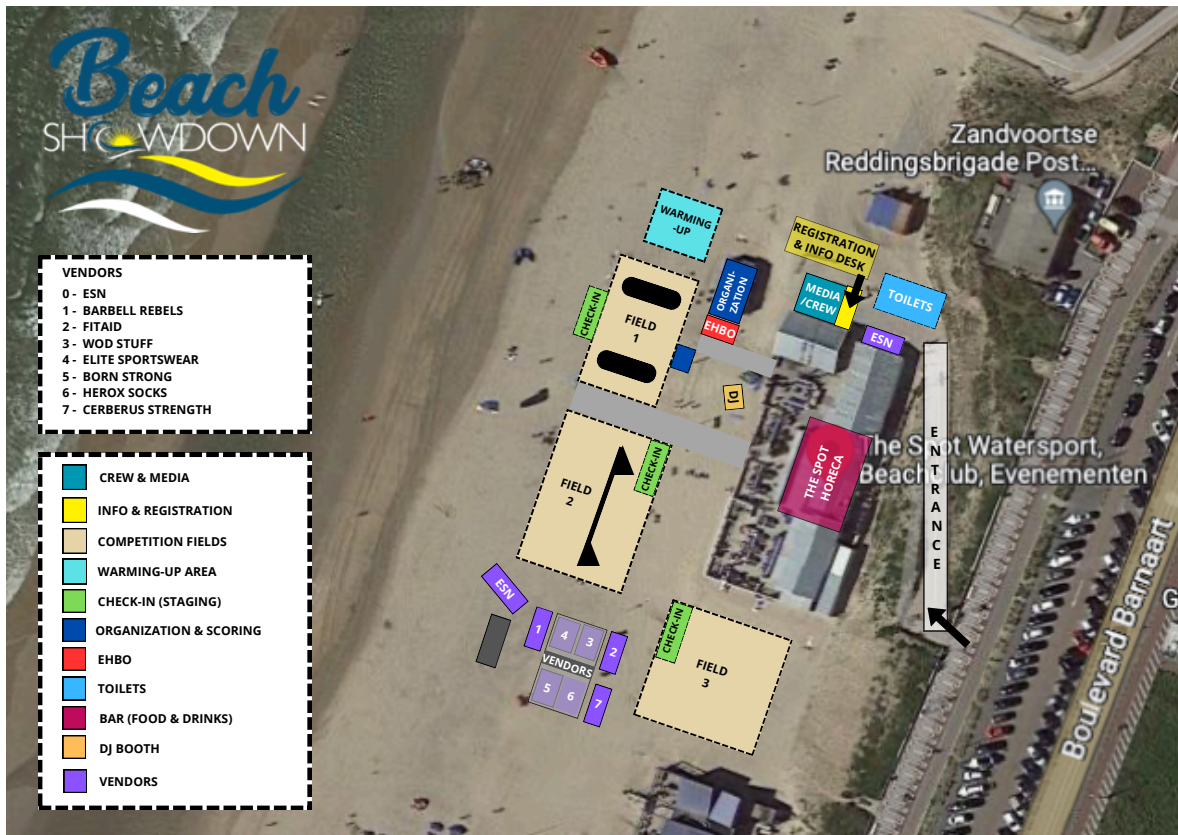 Beach
SHOWDOWN
VENDORS
0 - ESN
1 - BARBELL REBELS
2 - FITAID
3 - WOD STUFF
4 - ELITE SPORTSWEAR
5 - BORN STRONG
6 - HEROX SOCKS
7 - CERBERUS STRENGTH
CREW & MEDIA
INFO & REGISTRATION
COMPETITION FIELDS
WARMING-UP AREA
CHECK-IN (STAGING)
ORGANIZATION & SCORING
EHBO
TOILETS
BAR (FOOD & DRINKS)
DJ BOOTH
VENDORS
Zandvoortse
Reddingsbrigade Post...
WARMING
-UP
REGISTRATION
& INFO DESK
ORGANI-
ZATION
MEDIA
/CREW
TOILETS
CHECK-IN
FIELD
1
EHBO
ESN
DJ
The Spot Watersport,
Beachclub, Evenementen
THE SPOT
HORECA
ENTRANCE
CHECK-IN
FIELD
2
ESN
1
4
3
2
VENDORS
5
6
7
CHECK-IN
FIELD
3
Boulevard Barnaart
G